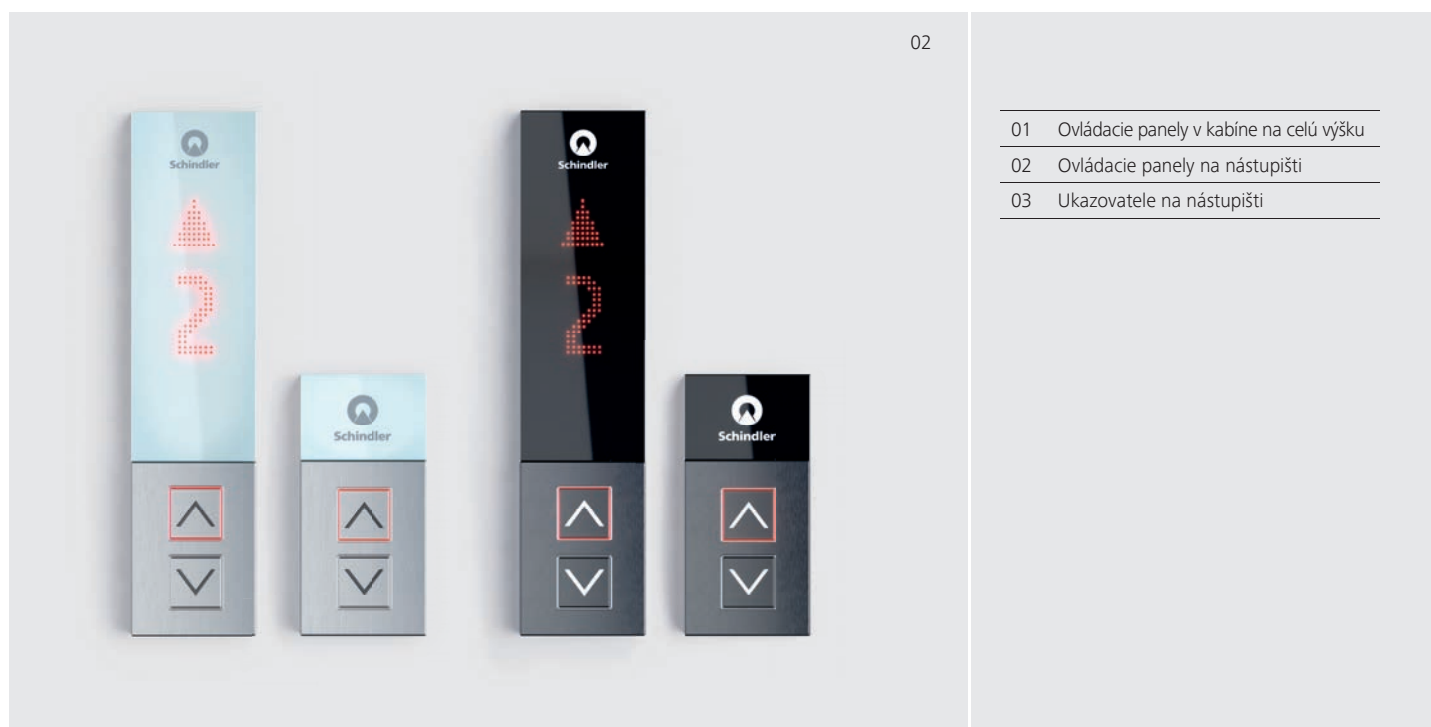 02
Schindler
2
Schindler
Schindler
2
Schindler
01 Ovládacie panely v kabíne na celú výšku
02 Ovládacie panely na nástupišti
03 Ukazovatele na nástupišti